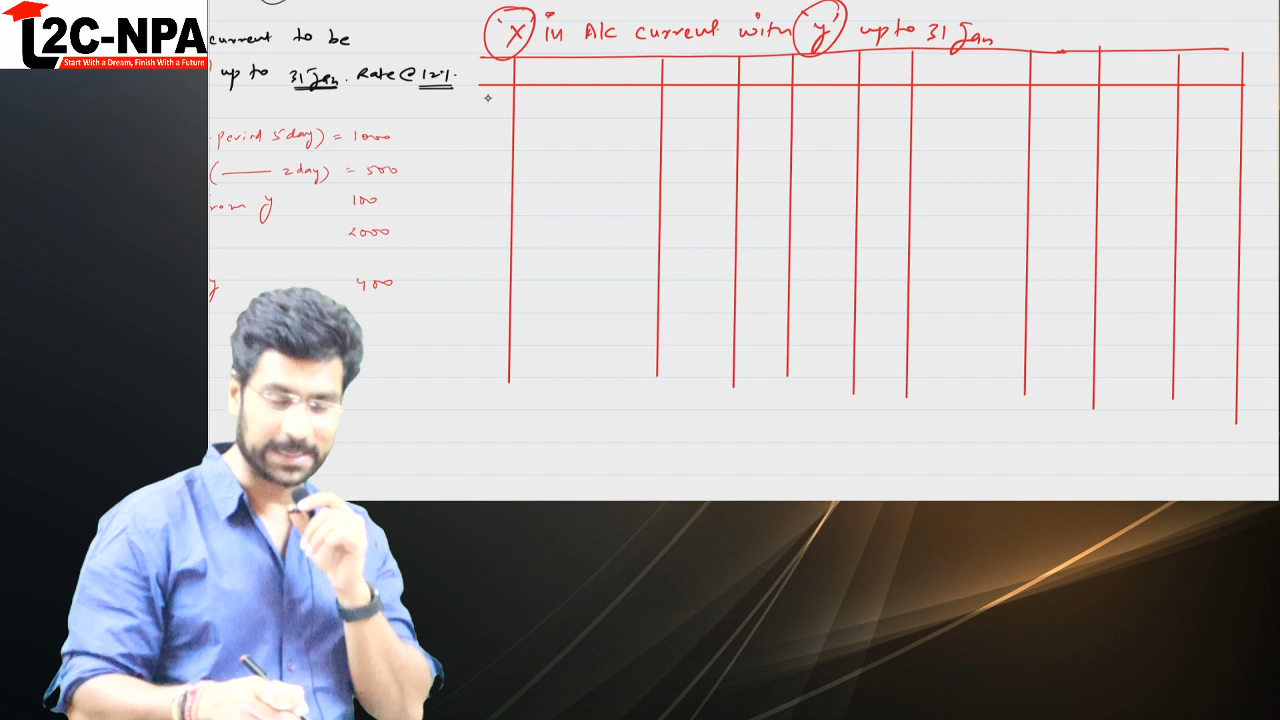 L2C-NPA
Start With a Dream, Finish With a Future
current to be
up to 31 Jan. Rate @ 12%.
period 5 day) = 1000
( —— 2 day) = 500
rom y 100
2000
y 400
'X' in A/c current with 'y' up to 31 Jan